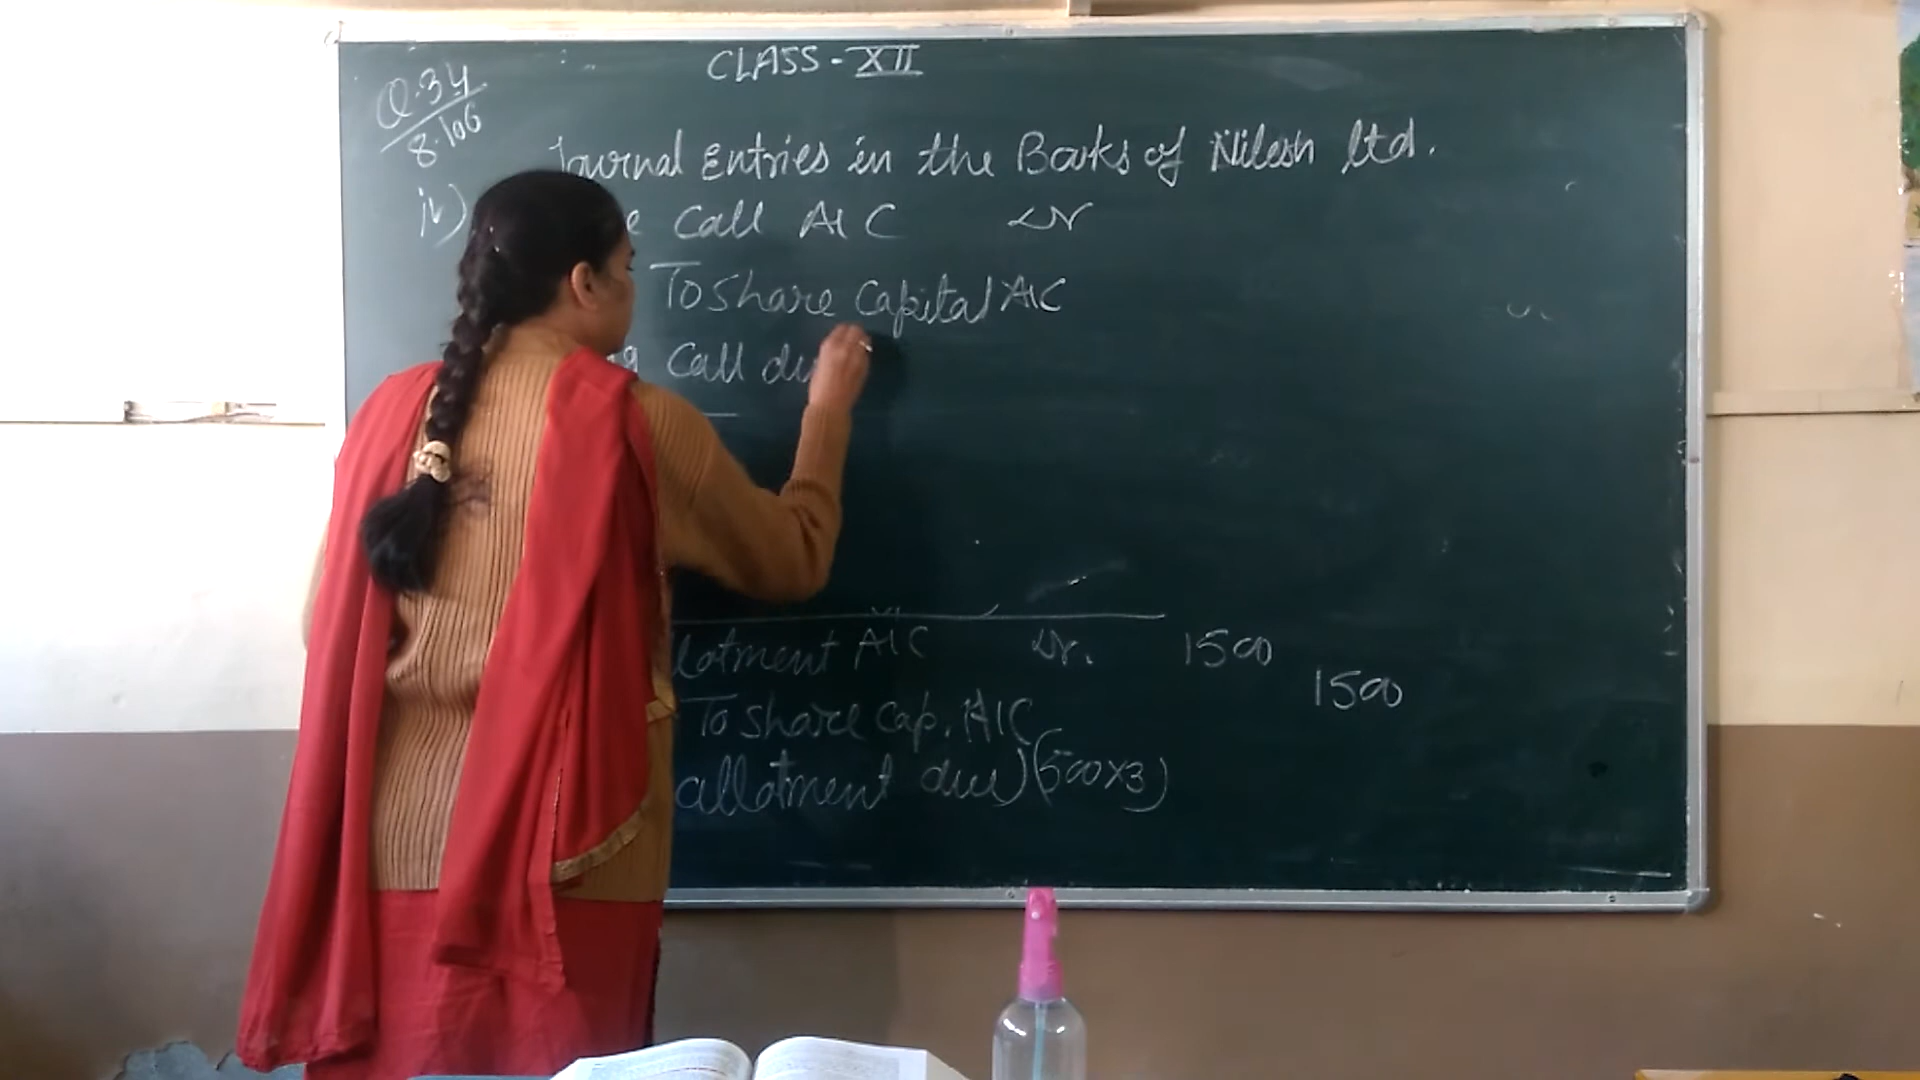 CLASS - XII
Q.34
8.106
Journal Entries in the Books of Nilesh ltd.
iv) Call A/C Dr
To Share Capital A/C
Call du
allotment A/C Dr. 1500
To Share Cap. A/C 1500
allotment due) (500x3)